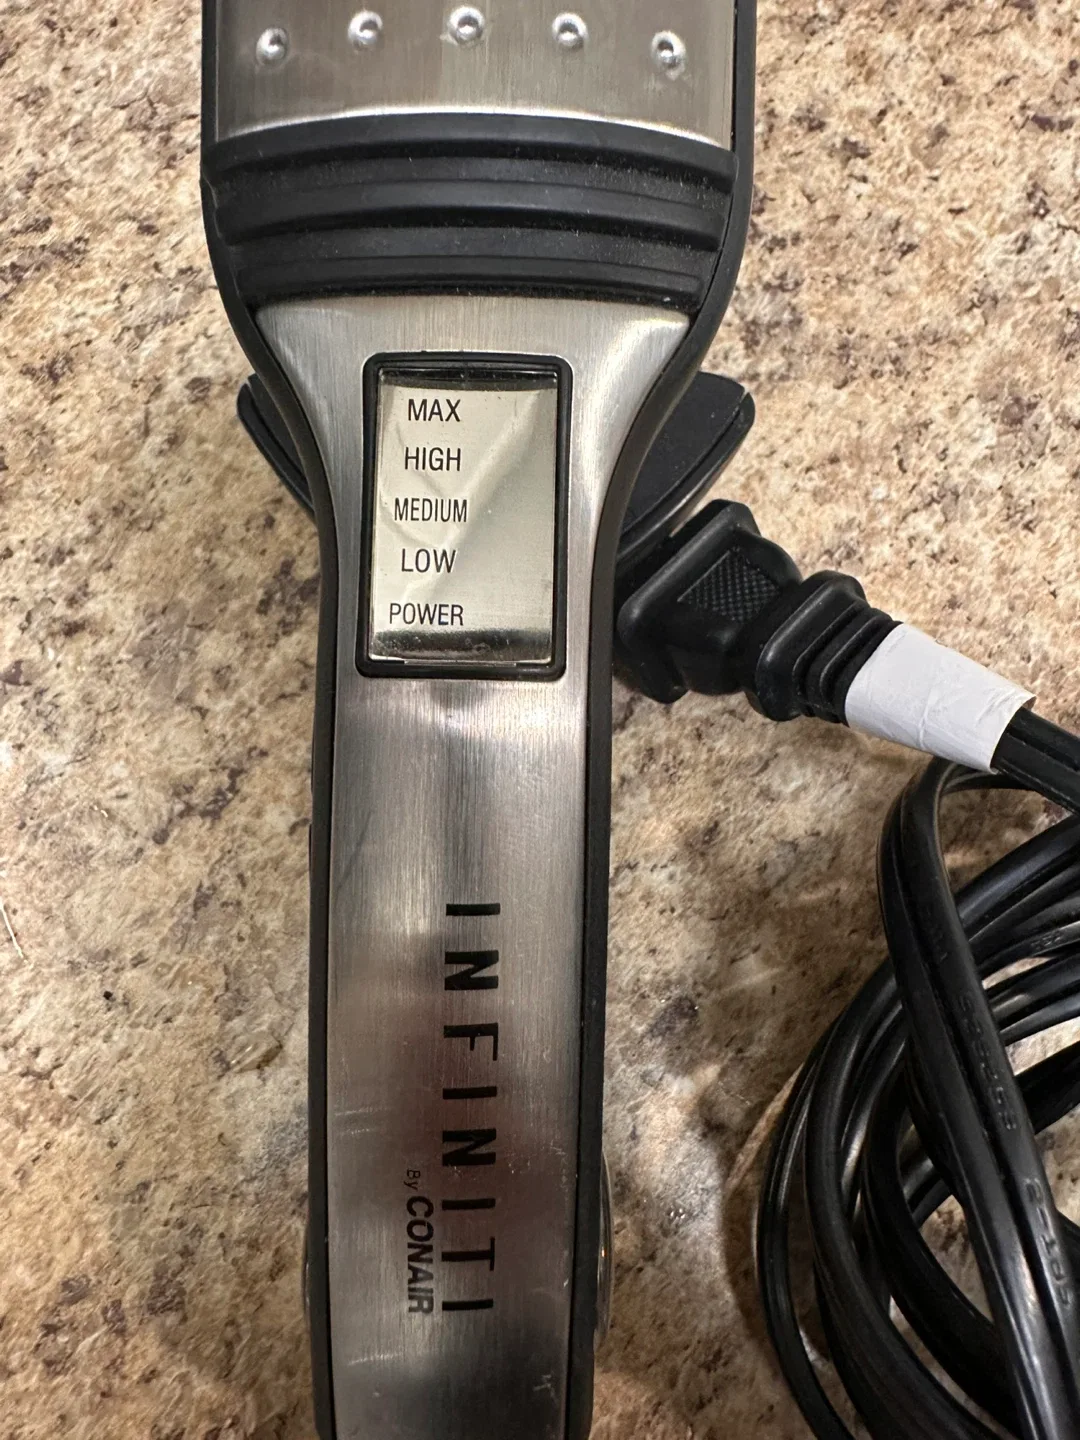 MAX
HIGH
MEDIUM
LOW
POWER
INFINITI
By CONAIR